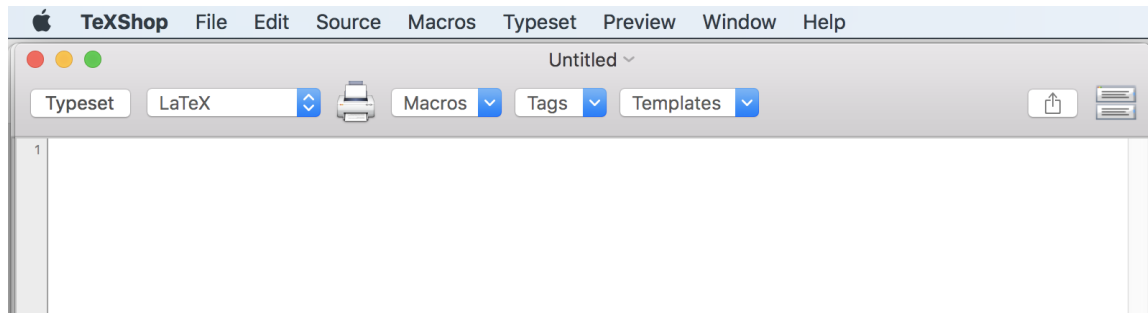 TeXShop File Edit Source Macros Typeset Preview Window Help
Untitled
Typeset LaTeX Macros Tags Templates
1